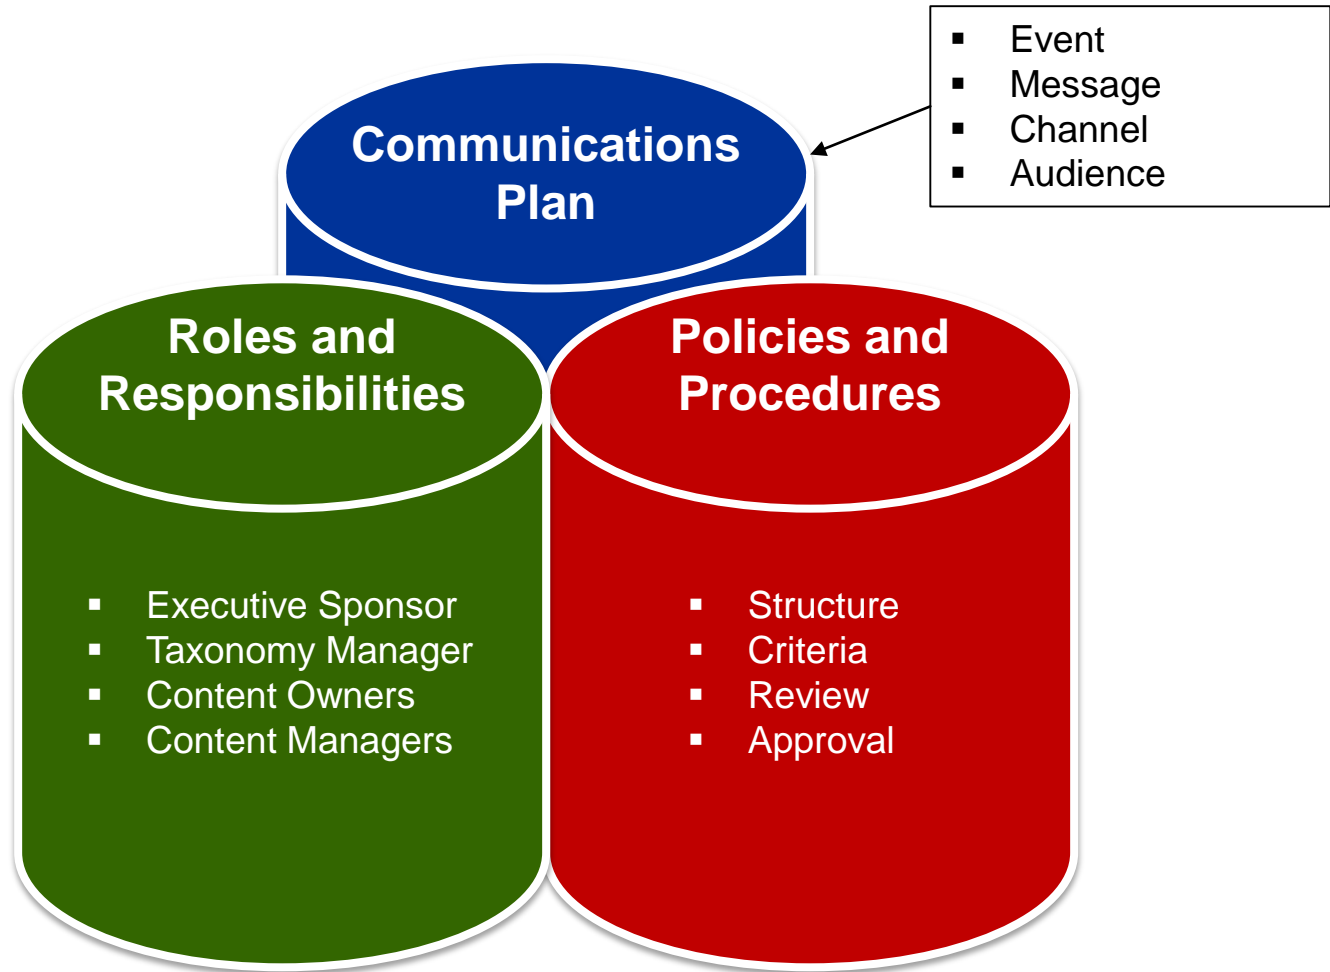 Communications
Plan
▪ Event
▪ Message
▪ Channel
▪ Audience
Roles and
Responsibilities
▪ Executive Sponsor
▪ Taxonomy Manager
▪ Content Owners
▪ Content Managers
Policies and
Procedures
▪ Structure
▪ Criteria
▪ Review
▪ Approval